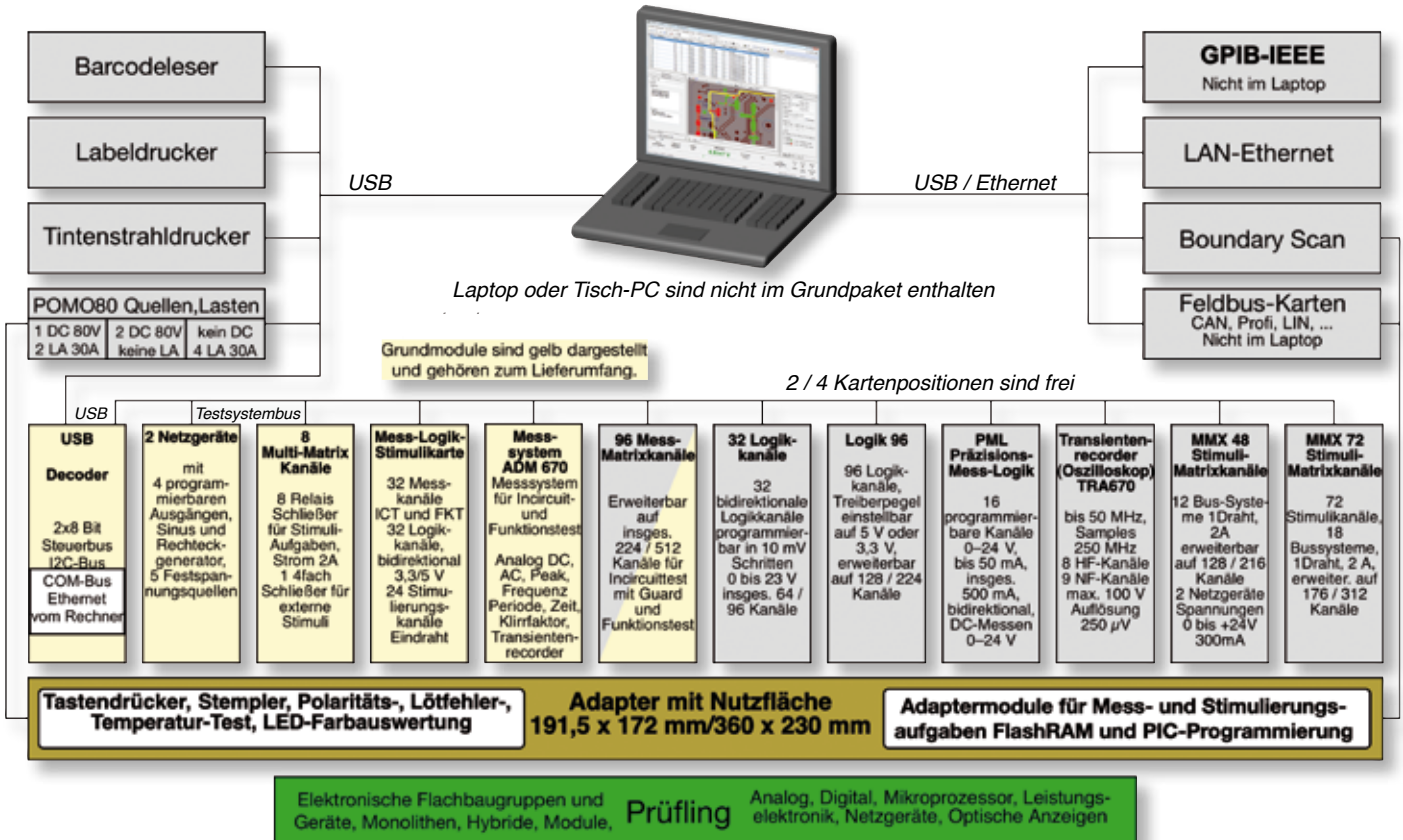 Barcodeleser
Labeldrucker
Tintenstrahldrucker
POMO80 Quellen,Lasten
1 DC 80V
2 LA 30A
2 DC 80V
keine LA
kein DC
4 LA 30A
USB
USB / Ethernet
GPIB-IEEE
Nicht im Laptop
LAN-Ethernet
Boundary Scan
Feldbus-Karten
CAN, Profi, LIN, ...
Nicht im Laptop
Laptop oder Tisch-PC sind nicht im Grundpaket enthalten
Grundmodule sind gelb dargestellt
und gehören zum Lieferumfang.
2 / 4 Kartenpositionen sind frei
USB
Testsystembus
USB
Decoder
2x8 Bit
Steuerbus
I2C-Bus
COM-Bus
Ethernet
vom Rechner
2 Netzgeräte
mit
4 program-
mierbaren
Ausgängen,
Sinus und
Rechteck-
generator,
5 Festspan-
nungsquellen
8
Multi-Matrix
Kanäle
8 Relais
Schließer
für Stimuli-
Aufgaben,
Strom 2A
1 4fach
Schließer für
externe
Stimuli
Mess-Logik-
Stimulikarte
32 Mess-
kanäle
ICT und FKT
32 Logik-
kanäle,
bidirektional
3,3/5 V
24 Stimu-
lierungs-
kanäle
Eindraht
Mess-
system
ADM 670
Messsystem
für Incircuit-
und
Funktionstest
Analog DC,
AC, Peak,
Frequenz
Periode, Zeit,
Klirrfaktor,
Transienten-
recorder
96 Mess-
Matrixkanäle
Erweiterbar
auf
insges.
224 / 512
Kanäle für
Incircuittest
mit Guard
und
Funktionstest
32 Logik-
kanäle
32
bidirektionale
Logikkanäle
programmier-
bar in 10 mV
Schritten
0 bis 23 V
insges. 64 /
96 Kanäle
Logik 96
96 Logik-
kanäle,
Treiberpegel
einstellbar
auf 5 V oder
3,3 V,
erweiterbar
auf 128 / 224
Kanäle
PML
Präzisions-
Mess-Logik
16
programmier-
bare Kanäle
0–24 V,
bis 50 mA,
insges.
500 mA,
bidirektional,
DC-Messen
0–24 V
Transienten-
recorder
(Oszilloskop)
TRA670
bis 50 MHz,
Samples
250 MHz
8 HF-Kanäle
9 NF-Kanäle
max. 100 V
Auflösung
250 µV
MMX 48
Stimuli-
Matrixkanäle
12 Bus-Syste-
me 1Draht,
2A
erweiterbar
auf 128 / 216
Kanäle
2 Netzgeräte
Spannungen
0 bis +24V
300mA
MMX 72
Stimuli-
Matrixkanäle
72
Stimulikanäle,
18
Bussysteme,
1Draht, 2 A,
erweiter. auf
176 / 312
Kanäle
Tastendrücker, Stempler, Polaritäts-, Lötfehler-,
Temperatur-Test, LED-Farbauswertung
Adapter mit Nutzfläche
191,5 x 172 mm/360 x 230 mm
Adaptermodule für Mess- und Stimulierungs-
aufgaben FlashRAM und PIC-Programmierung
Elektronische Flachbaugruppen und
Geräte, Monolithen, Hybride, Module,
Prüfling
Analog, Digital, Mikroprozessor, Leistungs-
elektronik, Netzgeräte, Optische Anzeigen